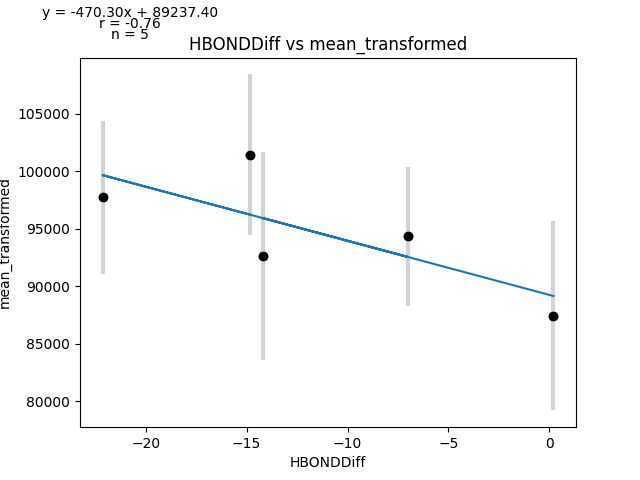 y = -470.30x + 89237.40
r = -0.76
n = 5
HBONDDiff vs mean_transformed
105000
100000
95000
90000
85000
80000
mean_transformed
−20
−15
−10
−5
0
HBONDDiff